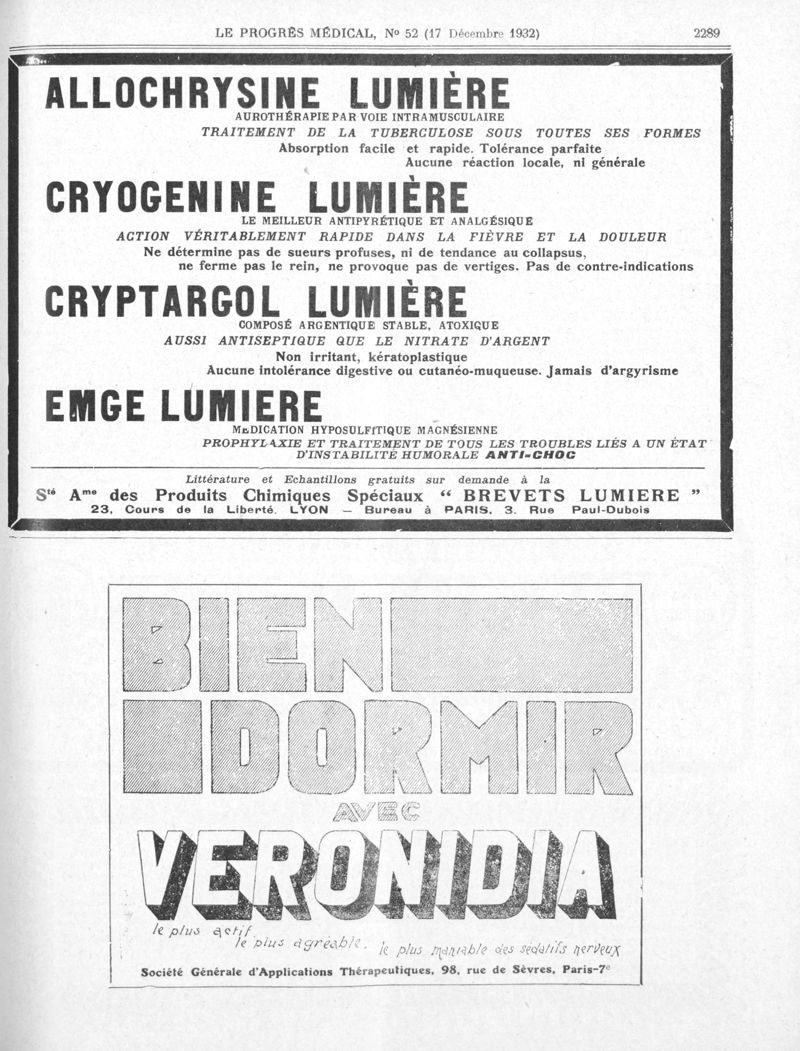 LE PROGRÈS MÉDICAL, Nº 52 (17 Décembre 1932) 2289
ALLOCHRYSINE LUMIÈRE
AUROTHÉRAPIE PAR VOIE INTRAMUSCULAIRE
TRAITEMENT DE LA TUBERCULOSE SOUS TOUTES SES FORMES
Absorption facile et rapide. Tolérance parfaite
Aucune réaction locale, ni générale
CRYOGENINE LUMIÈRE
LE MEILLEUR ANTIPYRÉTIQUE ET ANALGÉSIQUE
ACTION VÉRITABLEMENT RAPIDE DANS LA FIÈVRE ET LA DOULEUR
Ne détermine pas de sueurs profuses, ni de tendance au collapsus,
ne ferme pas le rein, ne provoque pas de vertiges. Pas de contre-indications
CRYPTARGOL LUMIÈRE
COMPOSÉ ARGENTIQUE STABLE, ATOXIQUE
AUSSI ANTISEPTIQUE QUE LE NITRATE D'ARGENT
Non irritant, kératoplastique
Aucune intolérance digestive ou cutanéo-muqueuse. Jamais d'argyrisme
EMGE LUMIERE
MEDICATION HYPOSULFITIQUE MAGNÉSIENNE
PROPHYLAXIE ET TRAITEMENT DE TOUS LES TROUBLES LIÉS A UN ÉTAT
D'INSTABILITÉ HUMORALE ANTI-CHOC
Littérature et Echantillons gratuits sur demande à la
Sté Ame des Produits Chimiques Spéciaux “ BREVETS LUMIERE ”
23, Cours de la Liberté. LYON – Bureau à PARIS, 3. Rue Paul-Dubois
BIEN
DORMIR
AVEC
VERONIDIA
le plus actif.
le plus agréable.
le plus maniable des sédatifs nerveux
Société Générale d'Applications Thérapeutiques, 98, rue de Sèvres, Paris-7e